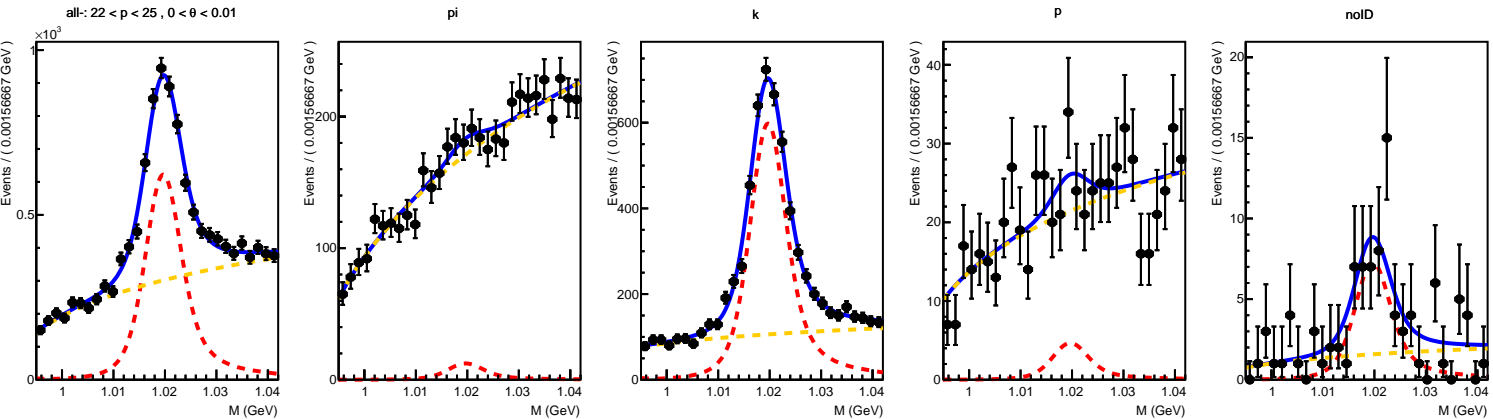 all-: 22 < p < 25 , 0 < θ < 0.01
×10³
Events / ( 0.00156667 GeV )
1
0.5
0
1 1.01 1.02 1.03 1.04
M (GeV)
pi
Events / ( 0.00156667 GeV )
200
100
0
1 1.01 1.02 1.03 1.04
M (GeV)
k
Events / ( 0.00156667 GeV )
600
400
200
0
1 1.01 1.02 1.03 1.04
M (GeV)
p
Events / ( 0.00156667 GeV )
40
30
20
10
0
1 1.01 1.02 1.03 1.04
M (GeV)
noID
Events / ( 0.00156667 GeV )
20
15
10
5
0
1 1.01 1.02 1.03 1.04
M (GeV)